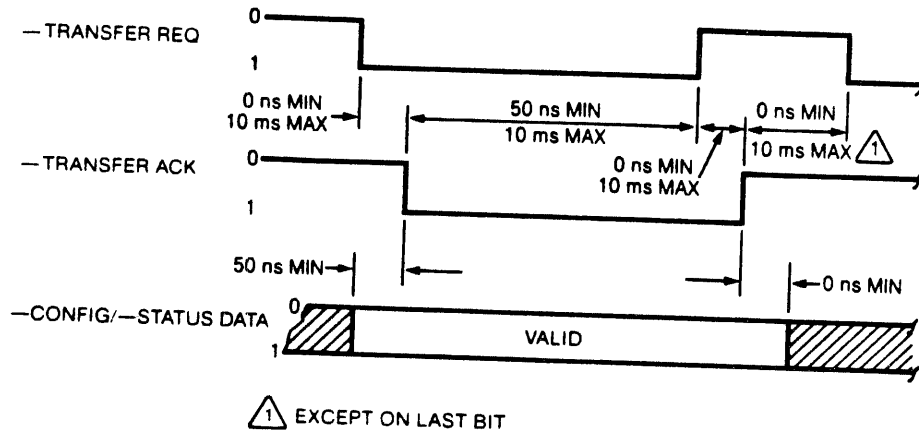 0
—TRANSFER REQ
1
0 ns MIN
10 ms MAX
50 ns MIN
10 ms MAX
0 ns MIN
10 ms MAX
0 ns MIN
10 ms MAX
1
0
—TRANSFER ACK
1
50 ns MIN
0 ns MIN
0
—CONFIG/—STATUS DATA
VALID
1
1 EXCEPT ON LAST BIT